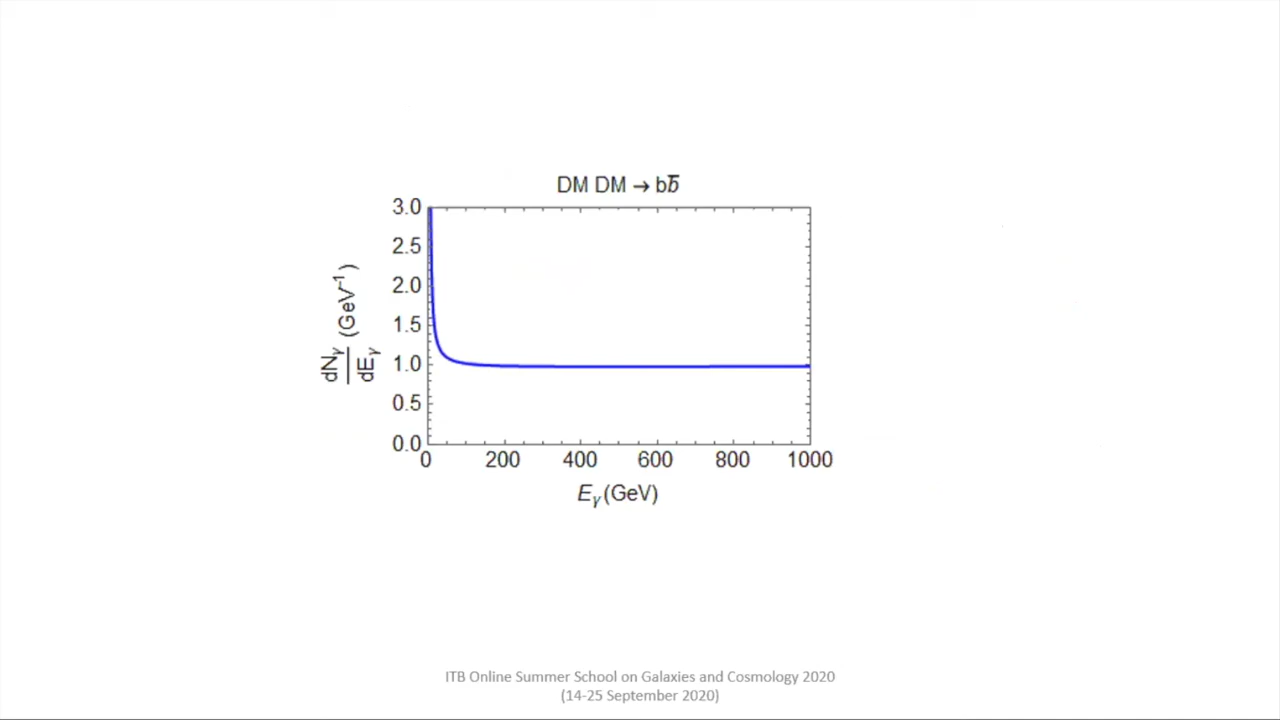 DM DM → bb̅
3.0
2.5
2.0
1.5
1.0
0.5
0.0
dNγ/dEγ (GeV⁻¹)
0 200 400 600 800 1000
Eγ(GeV)
ITB Online Summer School on Galaxies and Cosmology 2020
(14-25 September 2020)